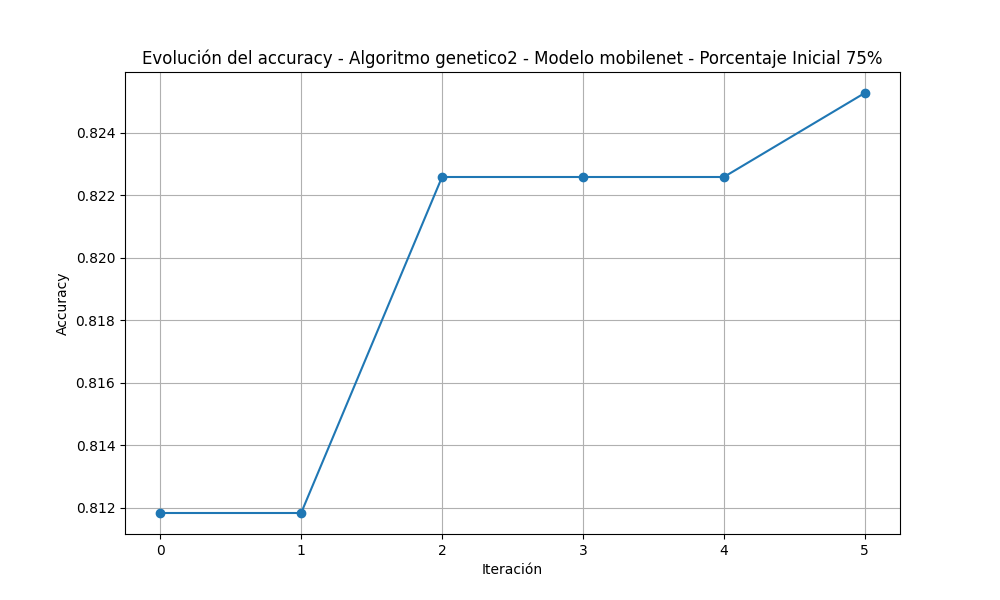 Evolución del accuracy - Algoritmo genetico2 - Modelo mobilenet - Porcentaje Inicial 75%
0.824
0.822
0.820
0.818
0.816
0.814
0.812
Accuracy
0 1 2 3 4 5
Iteración